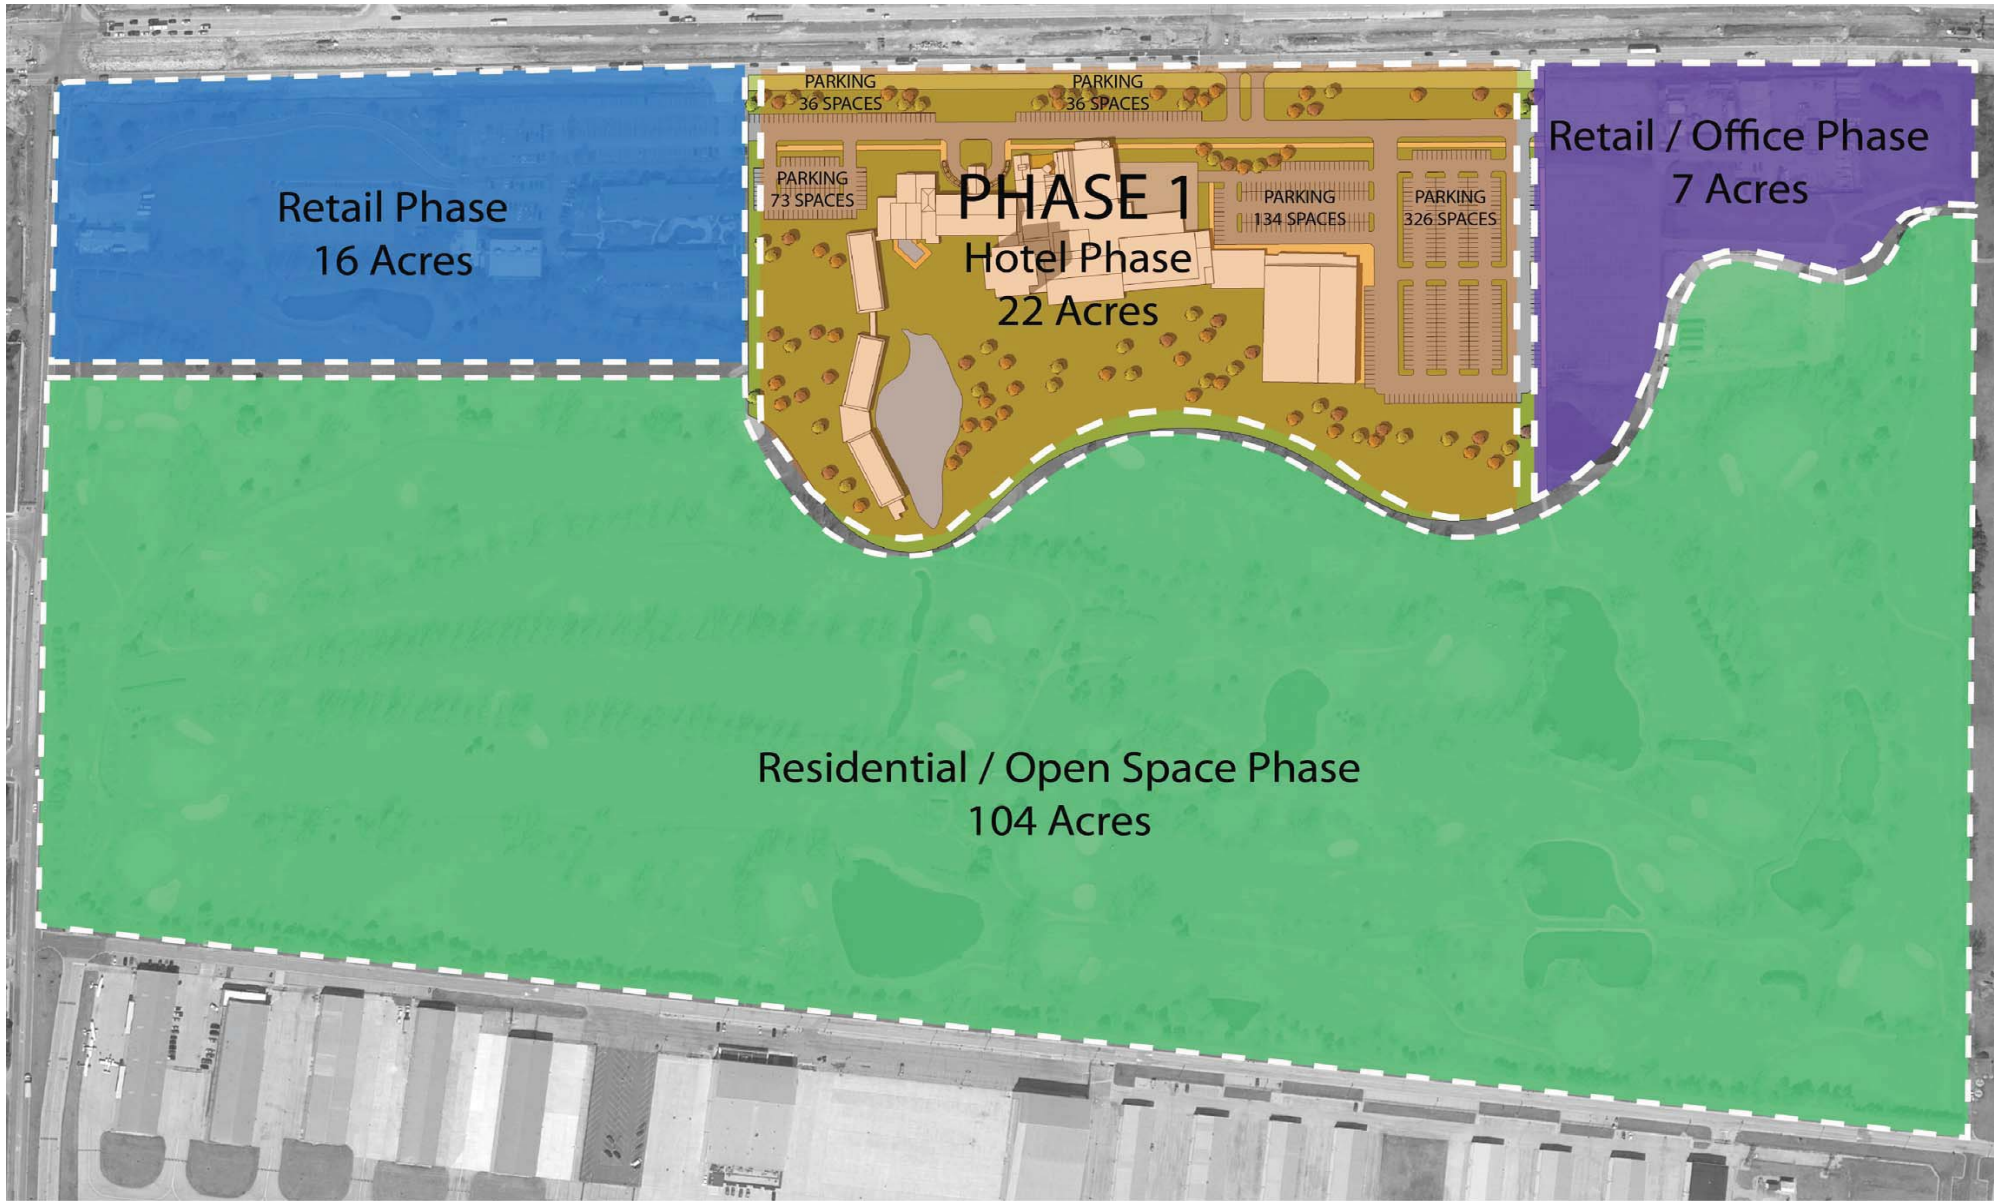 PARKING
36 SPACES
PARKING
36 SPACES
Retail / Office Phase
7 Acres
PARKING
73 SPACES
PHASE 1
Hotel Phase
22 Acres
PARKING
134 SPACES
PARKING
326 SPACES
Retail Phase
16 Acres
Residential / Open Space Phase
104 Acres